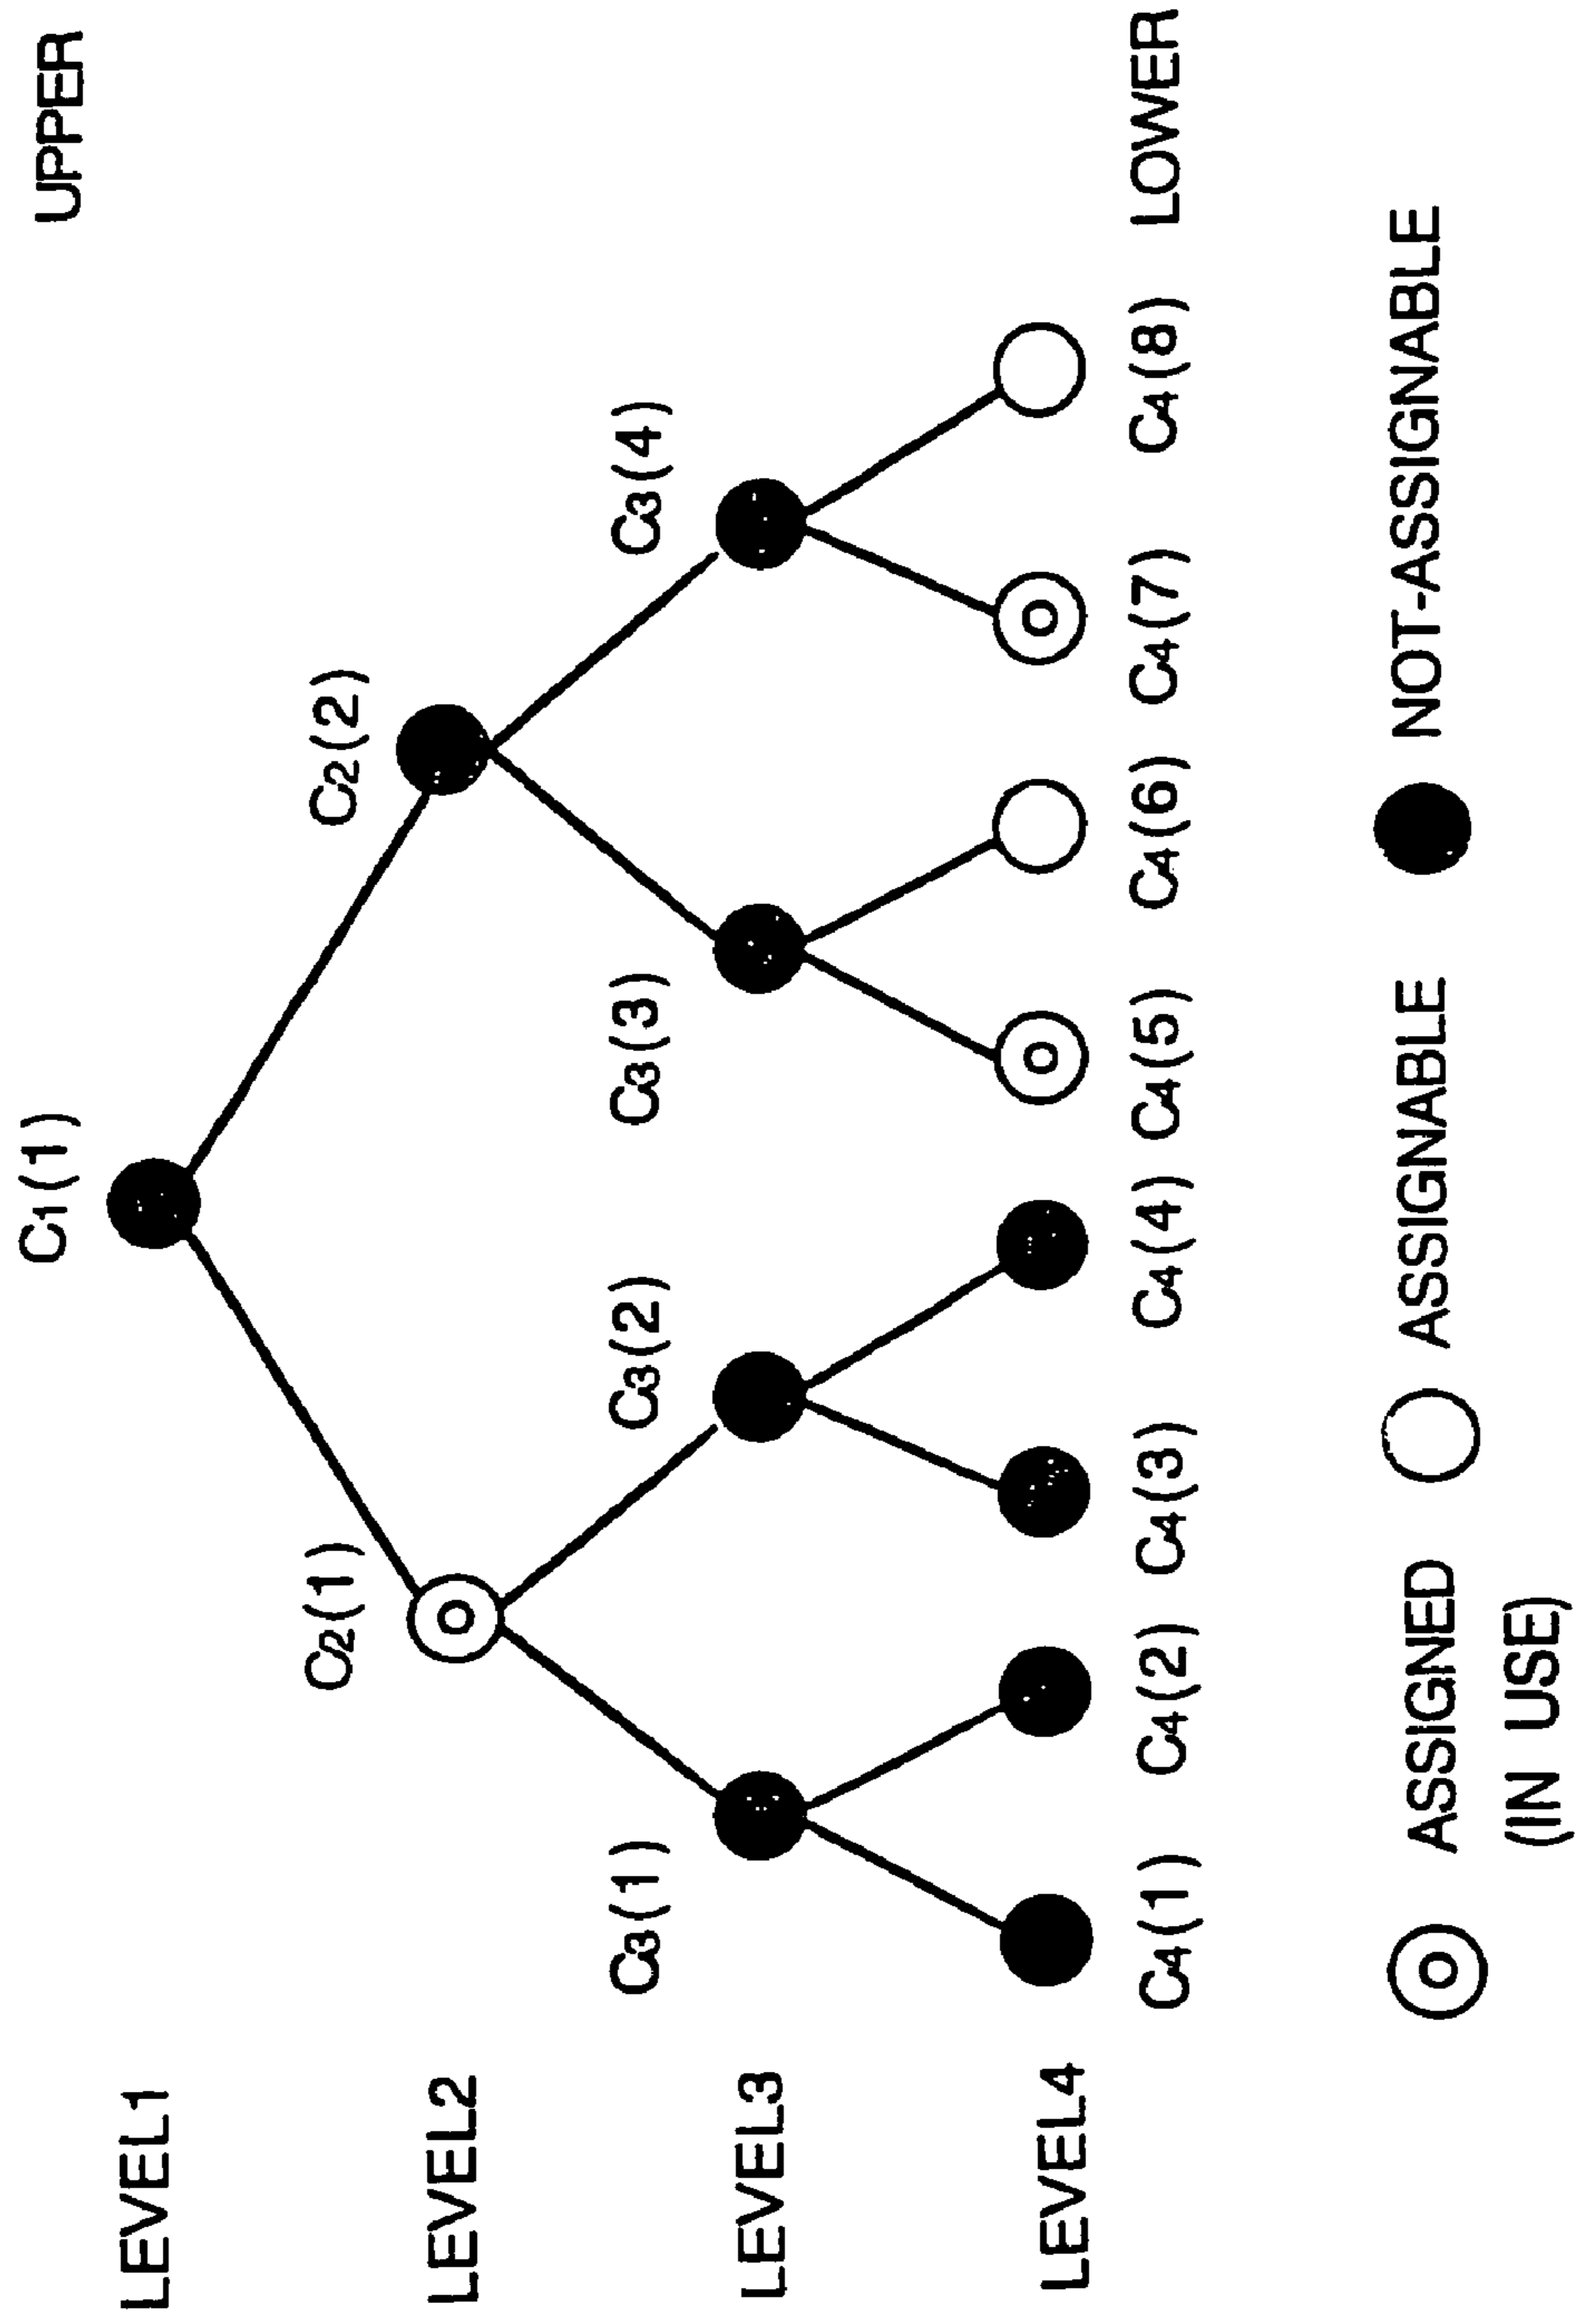 UPPER
C1(1)
LEVEL1
C2(1) C2(2)
LEVEL2
C3(1) C3(2) C3(3) C3(4)
LEVEL3
LEVEL4
C4(1) C4(2) C4(3) C4(4) C4(5) C4(6) C4(7) C4(8) LOWER
ASSIGNED ASSIGNABLE NOT-ASSIGNABLE
(IN USE)